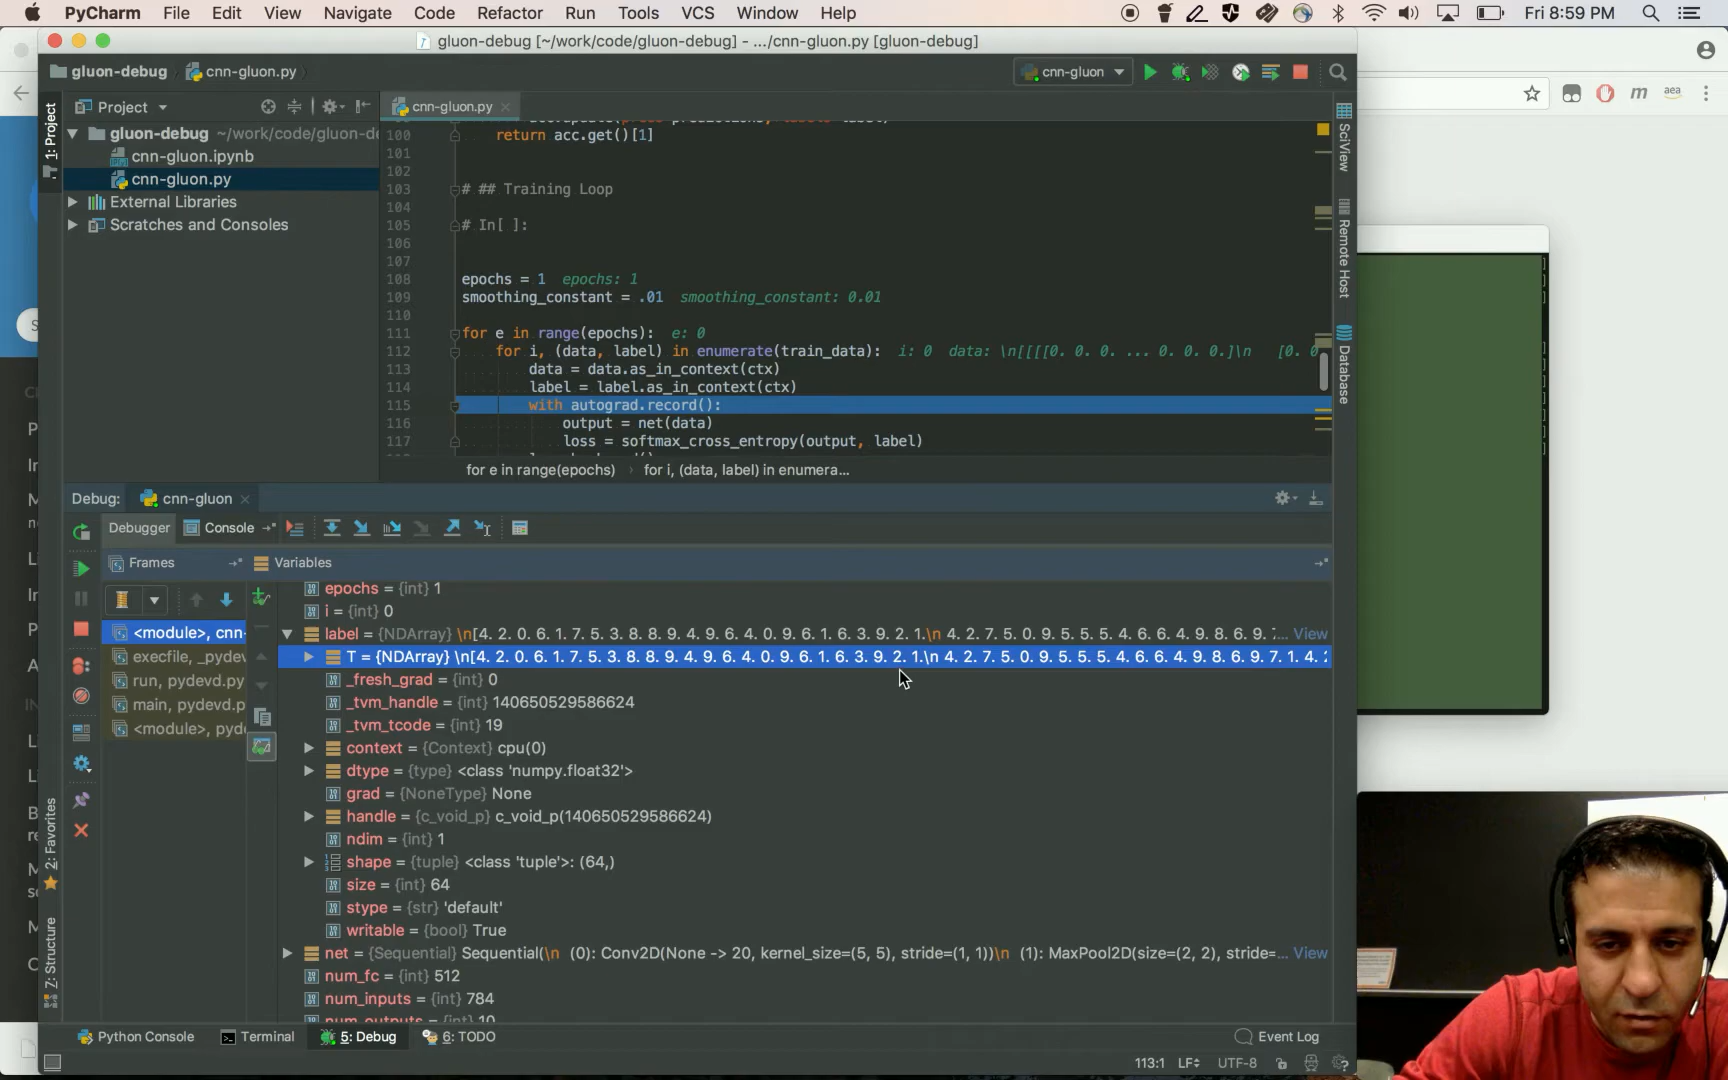 PyCharm File Edit View Navigate Code Refactor Run Tools VCS Window Help Fri 8:59 PM
gluon-debug [~/work/code/gluon-debug] - .../cnn-gluon.py [gluon-debug]
gluon-debug cnn-gluon.py cnn-gluon
m aea
1: Project
Project
cnn-gluon.py
gluon-debug ~/work/code/gluon-de
cnn-gluon.ipynb
cnn-gluon.py
External Libraries
Scratches and Consoles
100 return acc.get()[1]
101
102
103 # ## Training Loop
104
105 # In[ ]:
106
107
108 epochs = 1 epochs: 1
109 smoothing_constant = .01 smoothing_constant: 0.01
110
111 for e in range(epochs): e: 0
112 for i, (data, label) in enumerate(train_data): i: 0 data: \n[[[[0. 0. 0. ... 0. 0. 0.]\n [0. 0
113 data = data.as_in_context(ctx)
114 label = label.as_in_context(ctx)
115 with autograd.record():
116 output = net(data)
117 loss = softmax_cross_entropy(output, label)
for e in range(epochs) › for i, (data, label) in enumera...
SciView
Remote Host
Database
Debug: cnn-gluon
Debugger Console
Frames Variables
<module>, cnn-
execfile, _pydev
run, pydevd.py
main, pydevd.p
<module>, pyde
epochs = {int} 1
i = {int} 0
label = {NDArray} \n[4. 2. 0. 6. 1. 7. 5. 3. 8. 8. 9. 4. 9. 6. 4. 0. 9. 6. 1. 6. 3. 9. 2. 1.\n 4. 2. 7. 5. 0. 9. 5. 5. 5. 4. 6. 6. 4. 9. 8. 6. 9. 7.... View
T = {NDArray} \n[4. 2. 0. 6. 1. 7. 5. 3. 8. 8. 9. 4. 9. 6. 4. 0. 9. 6. 1. 6. 3. 9. 2. 1.\n 4. 2. 7. 5. 0. 9. 5. 5. 5. 4. 6. 6. 4. 9. 8. 6. 9. 7. 1. 4. 2
_fresh_grad = {int} 0
_tvm_handle = {int} 140650529586624
_tvm_tcode = {int} 19
context = {Context} cpu(0)
dtype = {type} <class 'numpy.float32'>
grad = {NoneType} None
handle = {c_void_p} c_void_p(140650529586624)
ndim = {int} 1
shape = {tuple} <class 'tuple'>: (64,)
size = {int} 64
stype = {str} 'default'
writable = {bool} True
net = {Sequential} Sequential(\n (0): Conv2D(None -> 20, kernel_size=(5, 5), stride=(1, 1))\n (1): MaxPool2D(size=(2, 2), stride=... View
num_fc = {int} 512
num_inputs = {int} 784
num_outputs = {int} 10
2: Favorites
Z: Structure
Python Console Terminal 5: Debug 6: TODO Event Log
113:1 LF÷ UTF-8